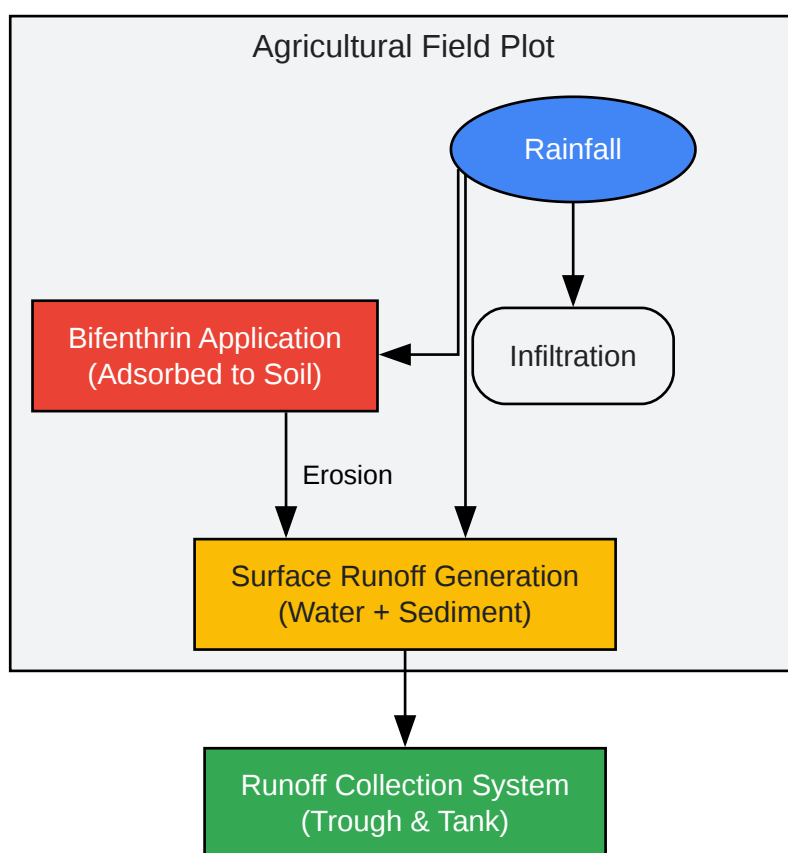 Agricultural Field Plot
Rainfall
Bifenthrin Application
(Adsorbed to Soil)
Infiltration
Erosion
Surface Runoff Generation
(Water + Sediment)
Runoff Collection System
(Trough & Tank)